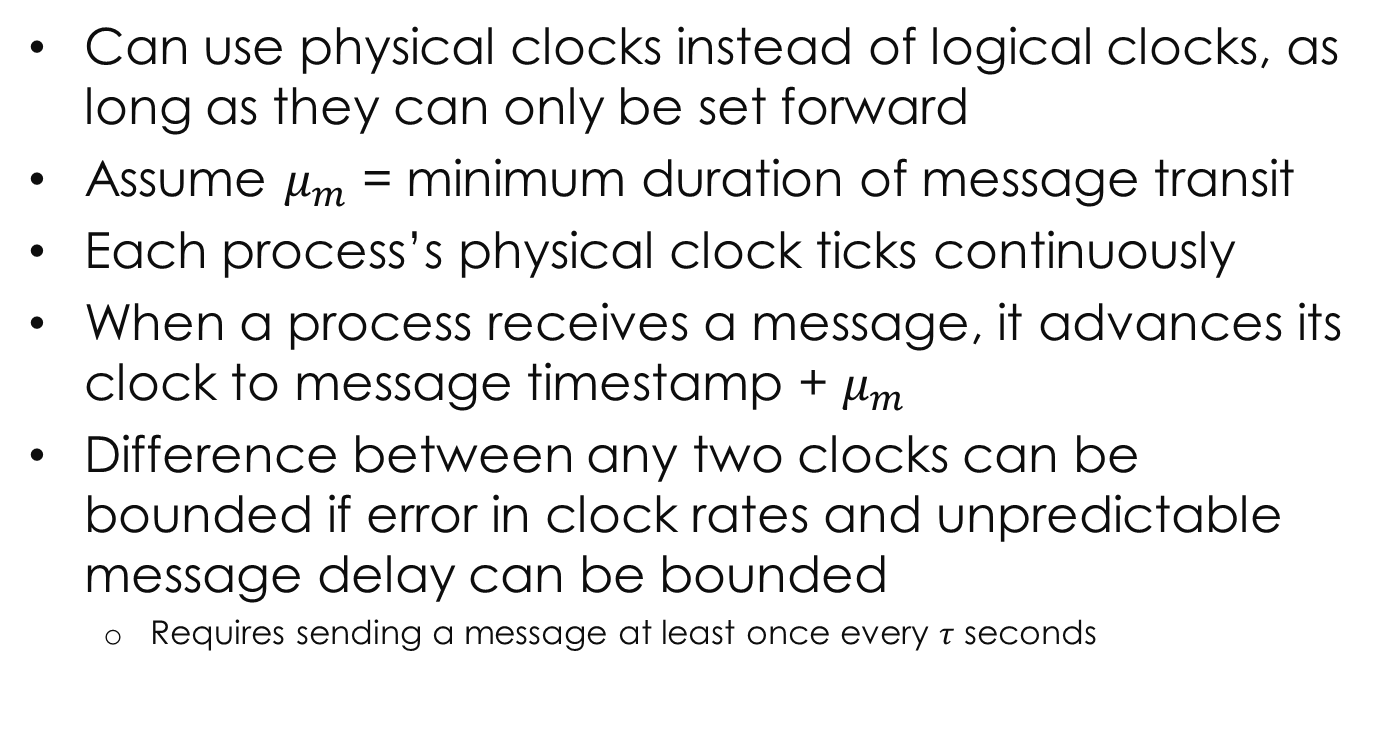 • Can use physical clocks instead of logical clocks, as
long as they can only be set forward
• Assume μₘ = minimum duration of message transit
• Each process’s physical clock ticks continuously
• When a process receives a message, it advances its
clock to message timestamp + μₘ
• Difference between any two clocks can be
bounded if error in clock rates and unpredictable
message delay can be bounded
○ Requires sending a message at least once every τ seconds